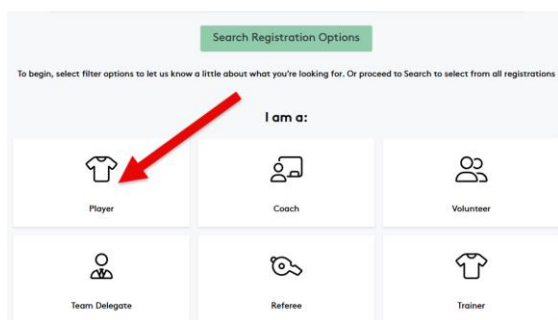 Search Registration Options
To begin, select filter options to let us know a little about what you're looking for. Or proceed to Search to select from all registrations
I am a:
Player
Coach
Volunteer
Team Delegate
Referee
Trainer